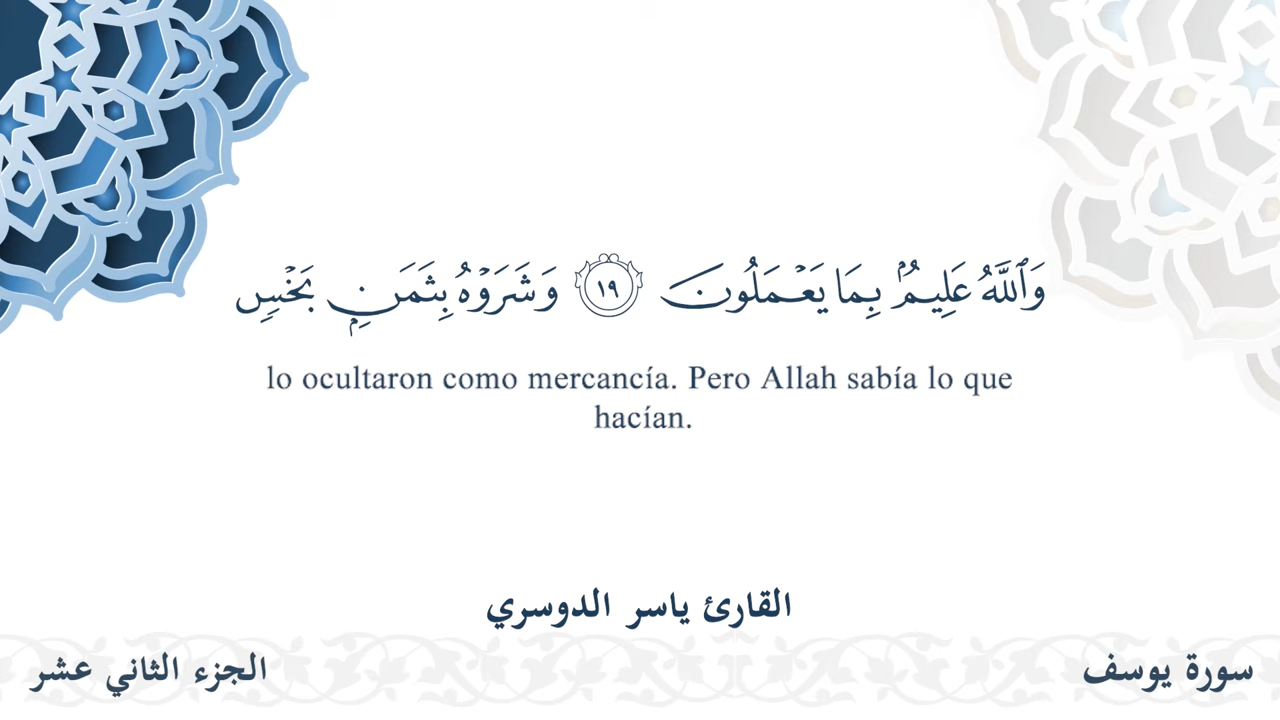 وَٱللَّهُ عَلِيمُۢ بِمَا يَعۡمَلُونَ ١٩ وَشَرَوۡهُ بِثَمَنِۭ بَخۡسٖ
lo ocultaron como mercancía. Pero Allah sabía lo que
hacían.
القارئ ياسر الدوسري
سورة يوسف
الجزء الثاني عشر